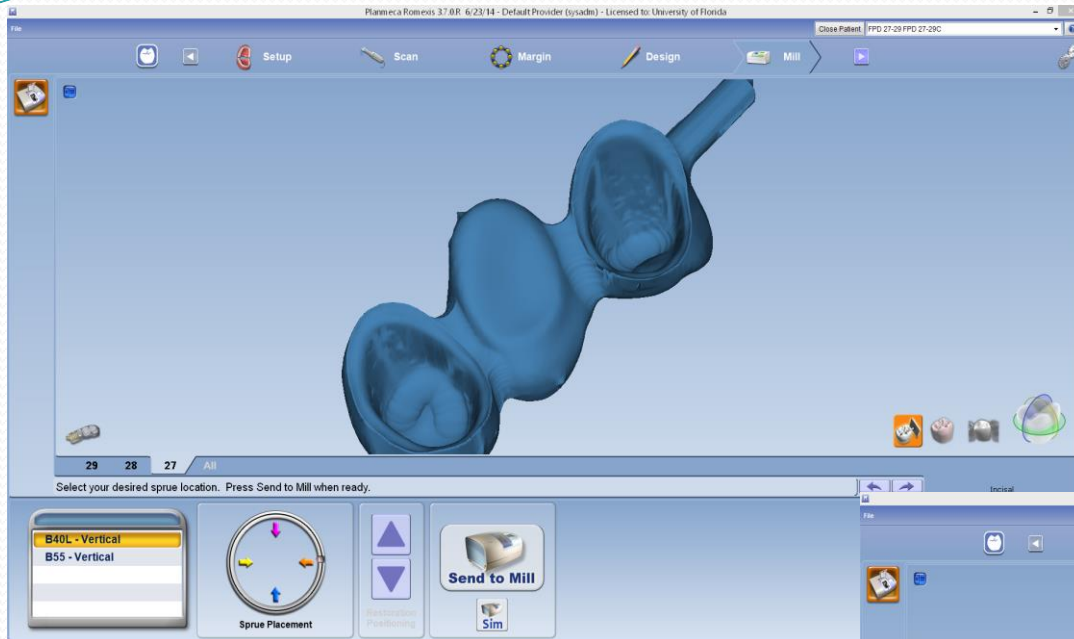 Planmeca Romexis 3.7.0.R 6/23/14 - Default Provider (sysadm) - Licensed to: University of Florida
File
Close Patient FPD 27-29 FPD 27-29C
Setup Scan Margin Design Mill
29 28 27 All
Select your desired sprue location. Press Send to Mill when ready.
Incisal
B40L - Vertical
B55 - Vertical
Sprue Placement
Restoration
Positioning
Send to Mill
Sim
File